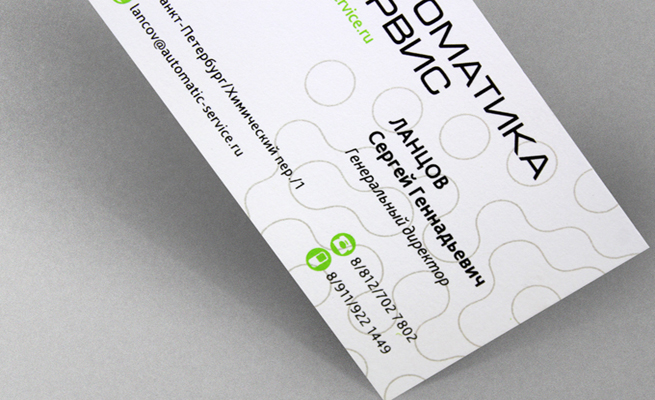 ОМАТИКА
РВИС
service.ru
ЛАНЦОВ
Сергей Геннадьевич
Генеральный директор
8/812/702 7802
8/911/922 1449
анкт-Петербург/Химический пер./1
lancov@automatic-service.ru